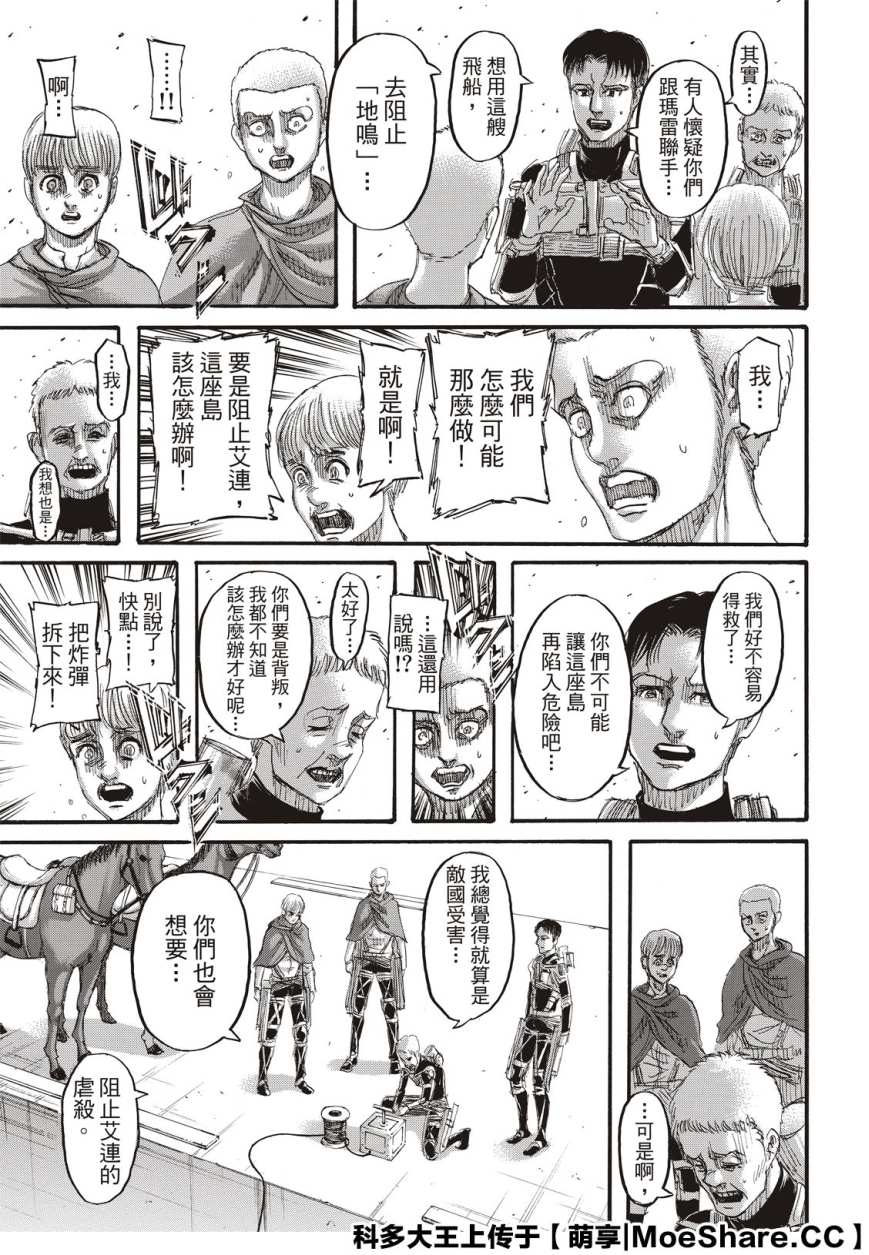 其實…
有人懷疑你們
跟瑪雷聯手…
想用這艘
飛船，
去阻止
「地鳴」…
……!!
啊…
我…
我們
怎麼可能
那麼做！
就是啊！
要是阻止艾連，
這座島
該怎麼辦啊！
…我…
我想也是…
我們好不容易
得救了…
你們不可能
讓這座島
再陷入危險吧…
……這還用
說嗎!?
太好了…
你們要是背叛，
我都不知道
該怎麼辦才好呢…
別說了，
快點…！
把炸彈
拆下來！
…可是啊，
我總覺得就算是
敵國受害…
你們也會
想要…
阻止艾連的
虐殺。
科多大王上传于【萌享|MoeShare.CC】